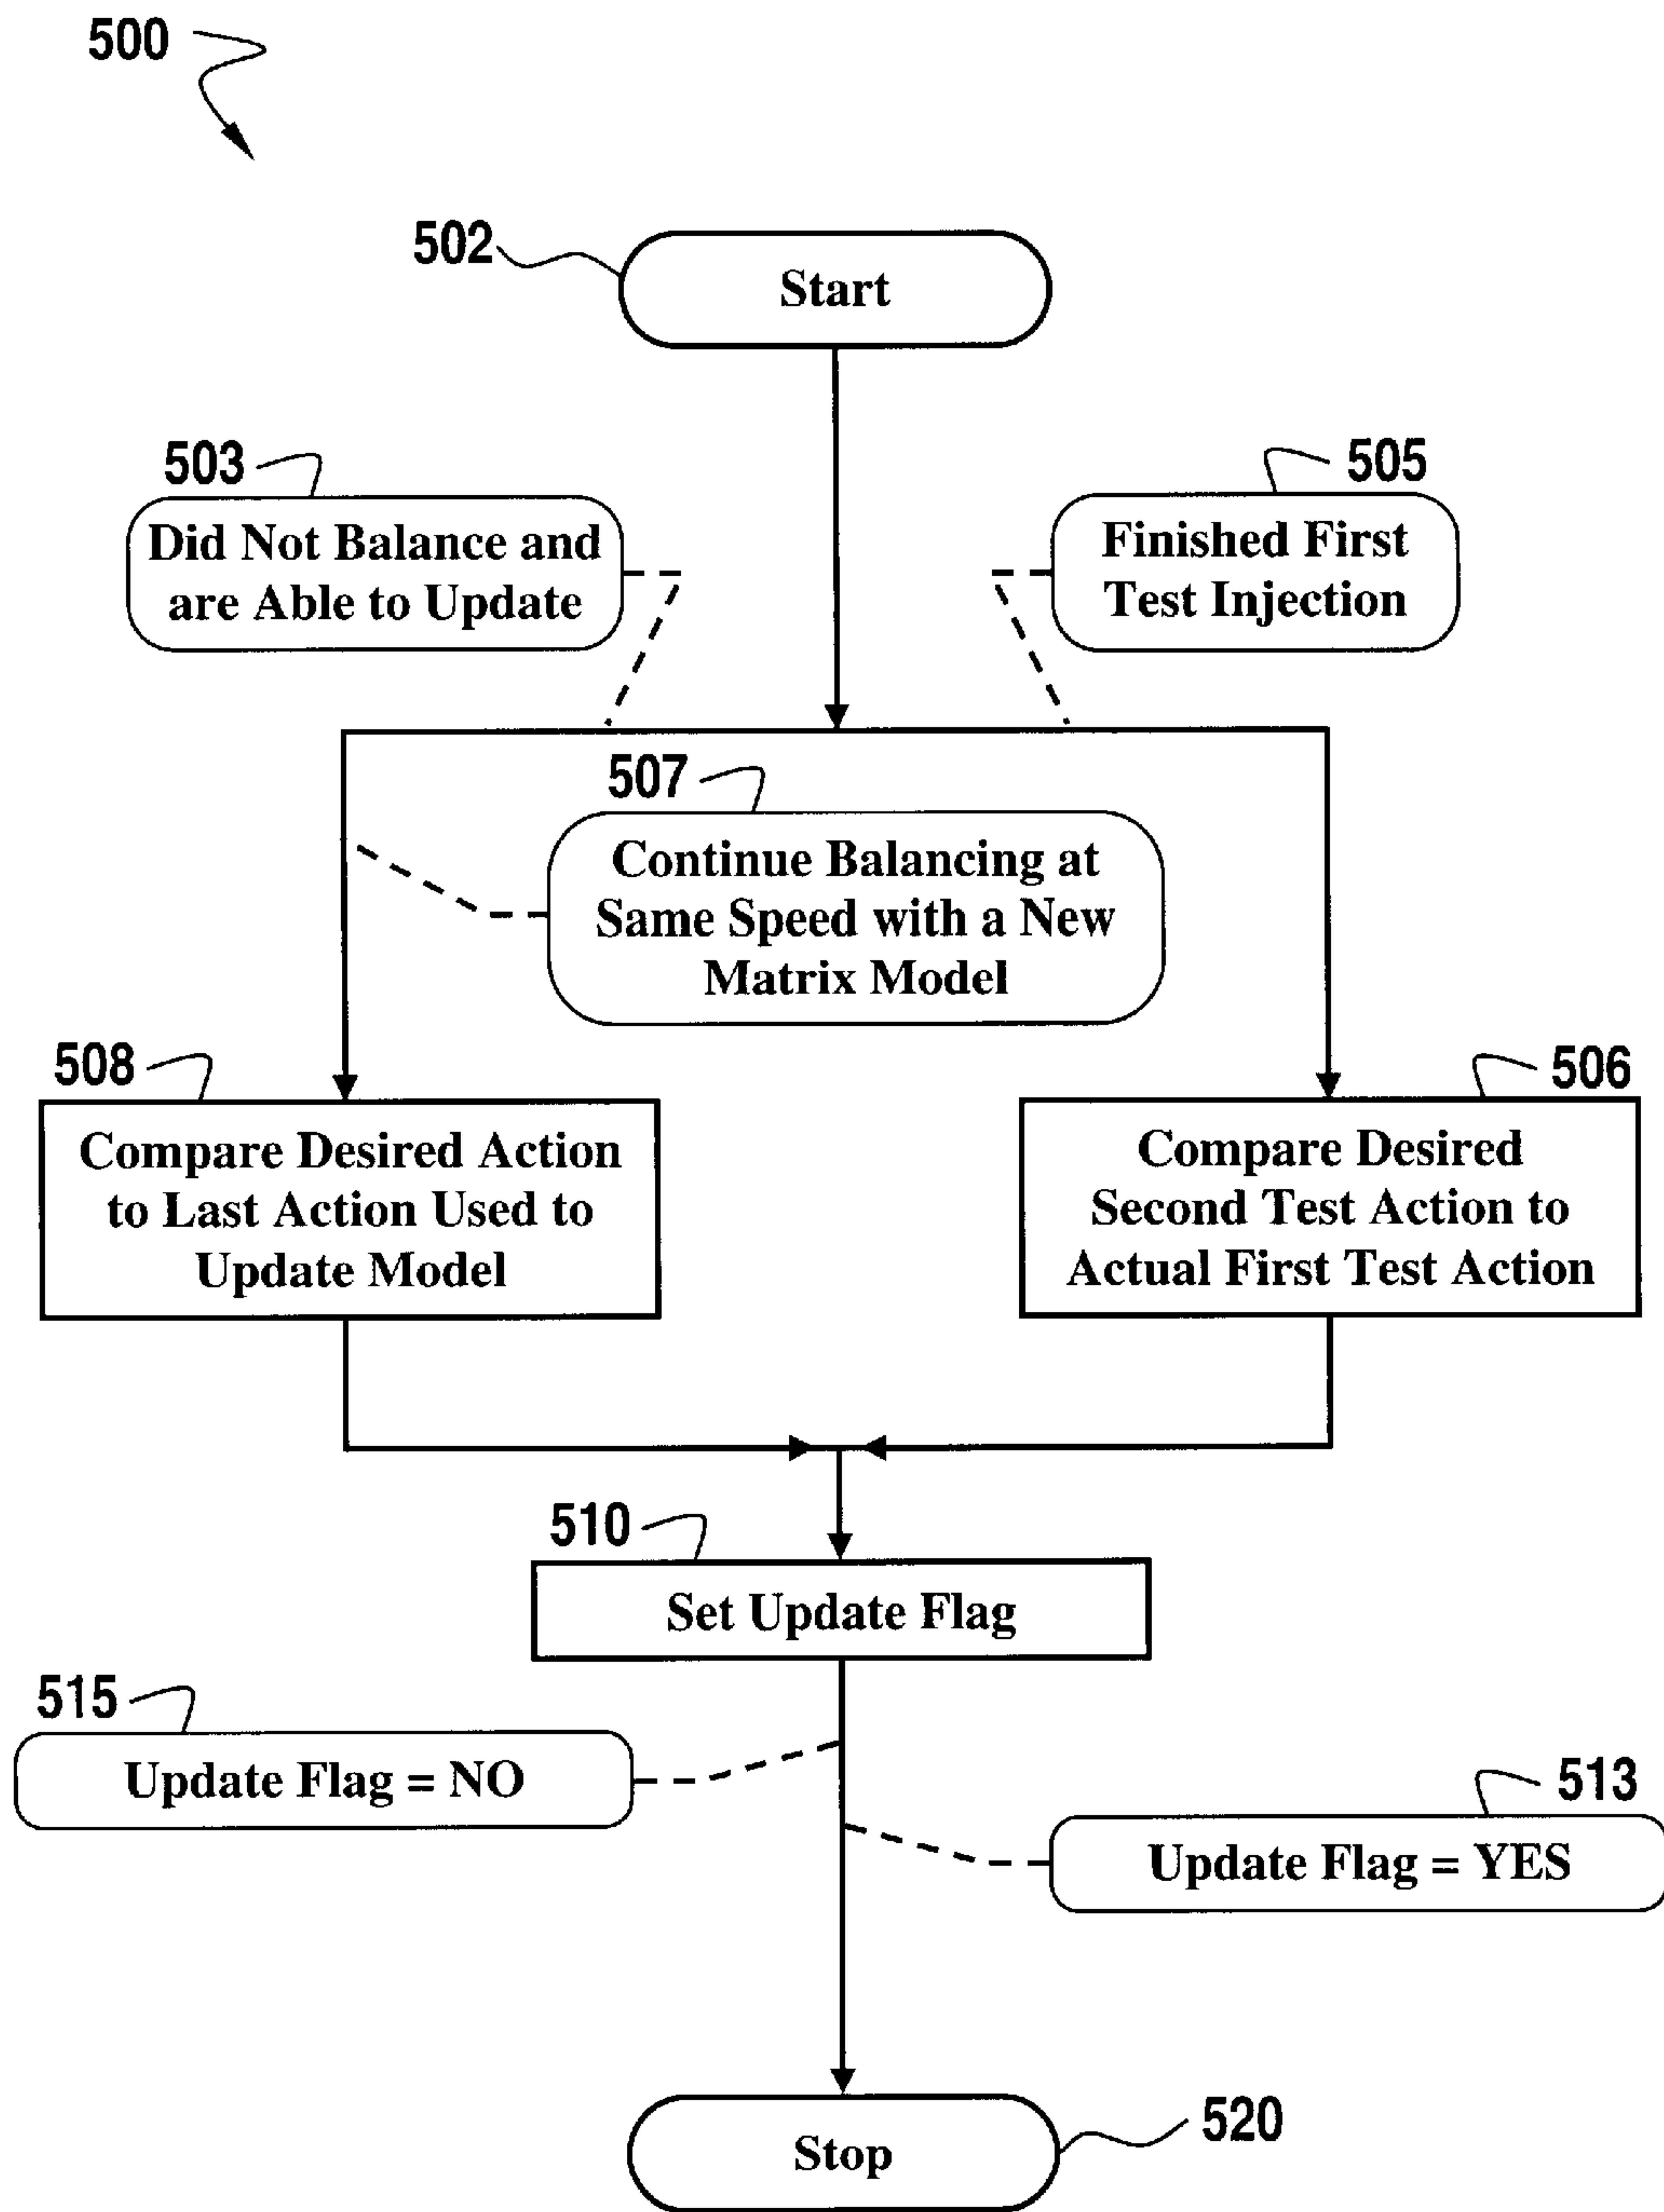 500
502
Start
503
Did Not Balance and
are Able to Update
505
Finished First
Test Injection
507
Continue Balancing at
Same Speed with a New
Matrix Model
508
Compare Desired Action
to Last Action Used to
Update Model
506
Compare Desired
Second Test Action to
Actual First Test Action
510
Set Update Flag
515
Update Flag = NO
513
Update Flag = YES
520
Stop